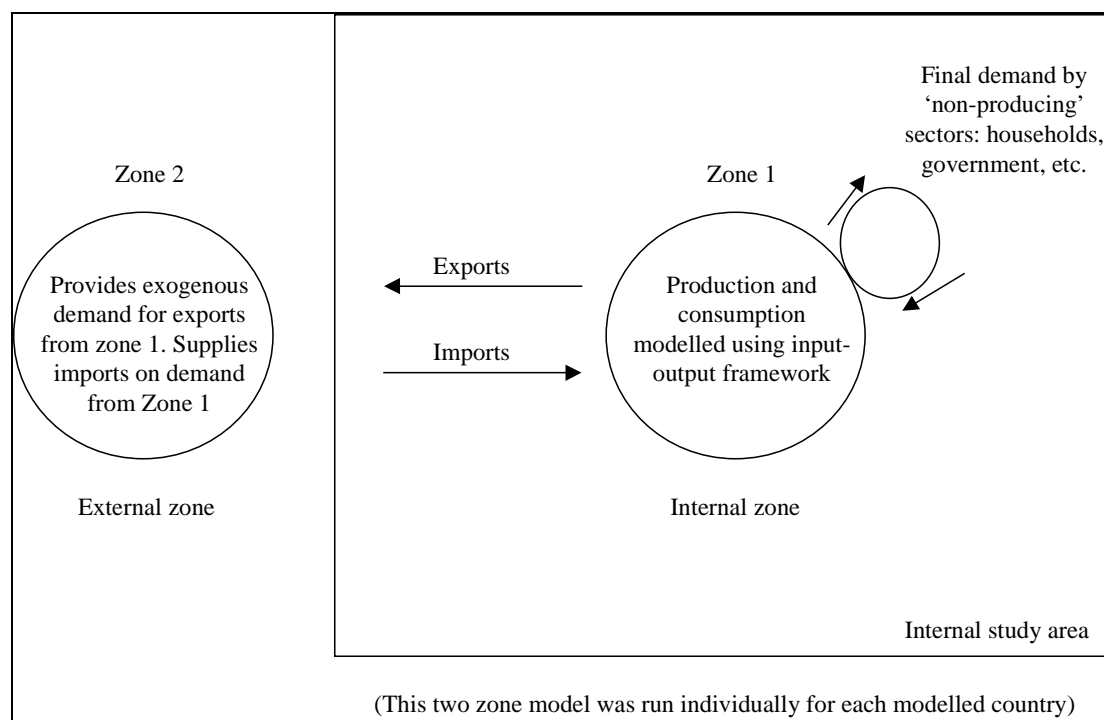 Final demand by
‘non-producing’
sectors: households,
government, etc.
Zone 2
Zone 1
Provides exogenous
demand for exports
from zone 1. Supplies
imports on demand
from Zone 1
Exports
Imports
Production and
consumption
modelled using input-
output framework
External zone
Internal zone
Internal study area
(This two zone model was run individually for each modelled country)